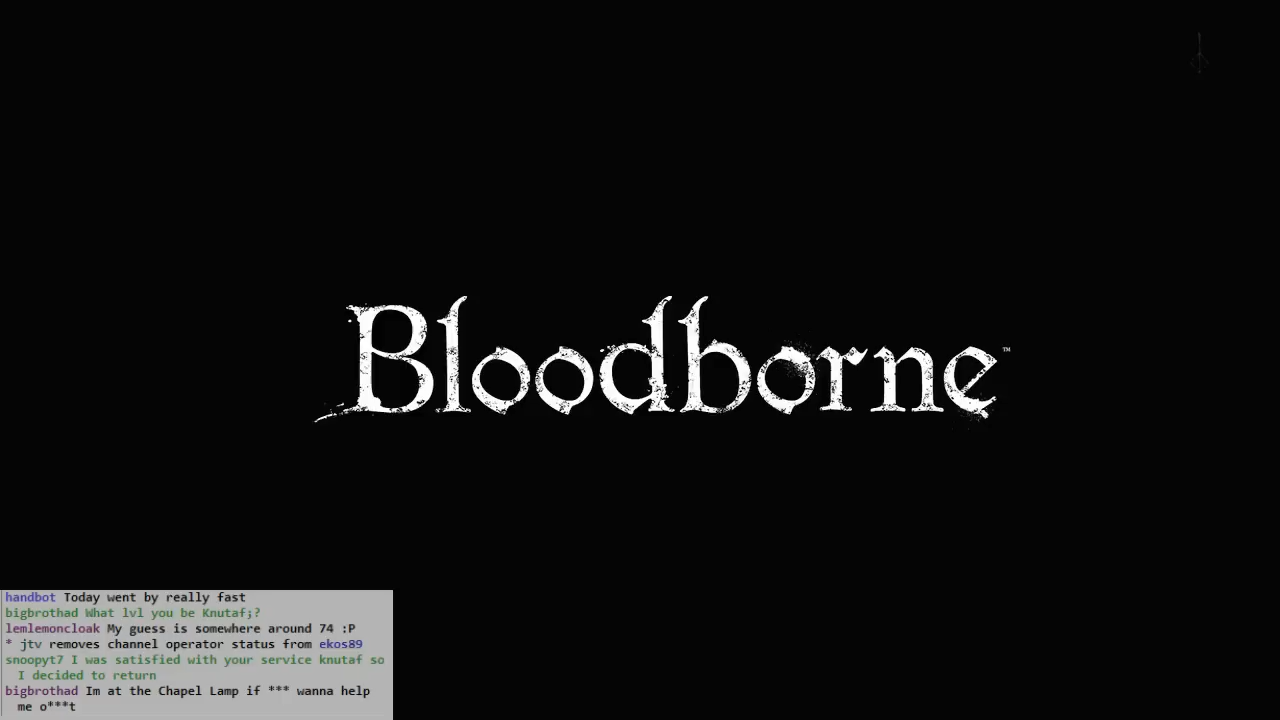 Bloodborne™
handbot Today went by really fast
bigbrothad What lvl you be Knutaf;?
lemlemoncloak My guess is somewhere around 74 :P
* jtv removes channel operator status from ekos89
snoopyt7 I was satisfied with your service knutaf so
I decided to return
bigbrothad Im at the Chapel Lamp if *** wanna help
me o***t